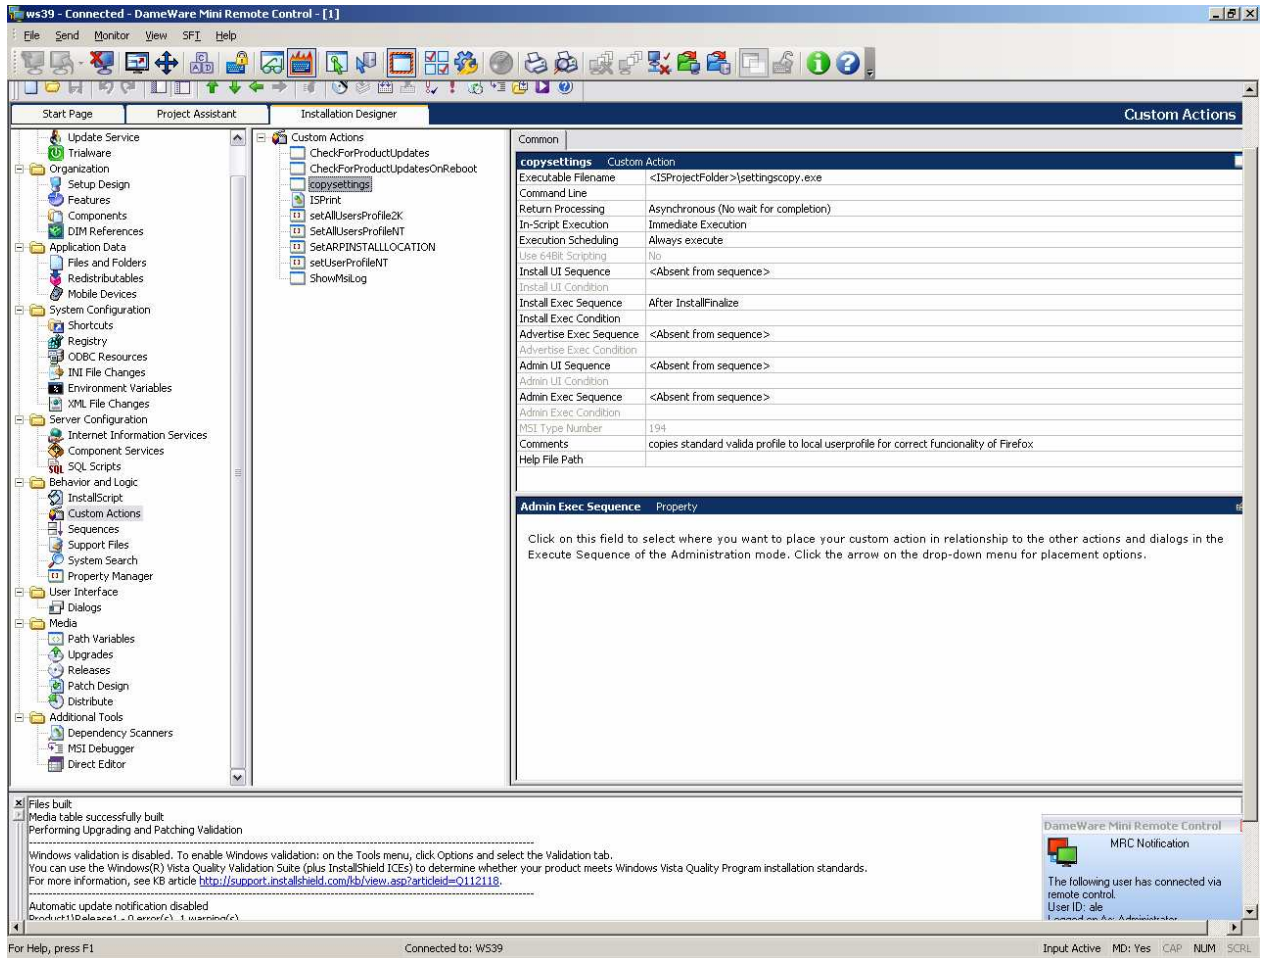 ws39 - Connected - DameWare Mini Remote Control - [1]
File Send Monitor View SFT Help
Start Page Project Assistant Installation Designer Custom Actions
Update Service
Trialware
Organization
Setup Design
Features
Components
DIM References
Application Data
Files and Folders
Redistributables
Mobile Devices
System Configuration
Shortcuts
Registry
ODBC Resources
INI File Changes
Environment Variables
XML File Changes
Server Configuration
Internet Information Services
Component Services
SQL Scripts
Behavior and Logic
InstallScript
Custom Actions
Sequences
Support Files
System Search
Property Manager
User Interface
Dialogs
Media
Path Variables
Upgrades
Releases
Patch Design
Distribute
Additional Tools
Dependency Scanners
MSI Debugger
Direct Editor
Custom Actions
CheckForProductUpdates
CheckForProductUpdatesOnReboot
copysettings
ISPrint
setAllUsersProfile2K
SetAllUsersProfileNT
SetARPINSTALLLOCATION
setUserProfileNT
ShowMsiLog
Common
copysettings Custom Action
Executable Filename <ISProjectFolder>\settingscopy.exe
Command Line
Return Processing Asynchronous (No wait for completion)
In-Script Execution Immediate Execution
Execution Scheduling Always execute
Use 64Bit Scripting No
Install UI Sequence <Absent from sequence>
Install UI Condition
Install Exec Sequence After InstallFinalize
Install Exec Condition
Advertise Exec Sequence <Absent from sequence>
Advertise Exec Condition
Admin UI Sequence <Absent from sequence>
Admin UI Condition
Admin Exec Sequence <Absent from sequence>
Admin Exec Condition
MSI Type Number 194
Comments copies standard valida profile to local userprofile for correct funcionality of Firefox
Help File Path
Admin Exec Sequence Property
Click on this field to select where you want to place your custom action in relationship to the other actions and dialogs in the
Execute Sequence of the Administration mode. Click the arrow on the drop-down menu for placement options.
Files built
Media table successfully built
Performing Upgrading and Patching Validation
Windows validation is disabled. To enable Windows validation: on the Tools menu, click Options and select the Validation tab.
You can use the Windows(R) Vista Quality Validation Suite (plus InstallShield ICEs) to determine whether your product meets Windows Vista Quality Program installation standards.
For more information, see KB article http://support.installshield.com/kb/view.asp?articleid=Q112118.
Automatic update notification disabled
Product1\Release1 - 0 error(s), 1 warning(s)
DameWare Mini Remote Control
MRC Notification
The following user has connected via
remote control.
User ID: ale
Logged on As: Administrator
For Help, press F1 Connected to: WS39 Input Active MD: Yes CAP NUM SCRL